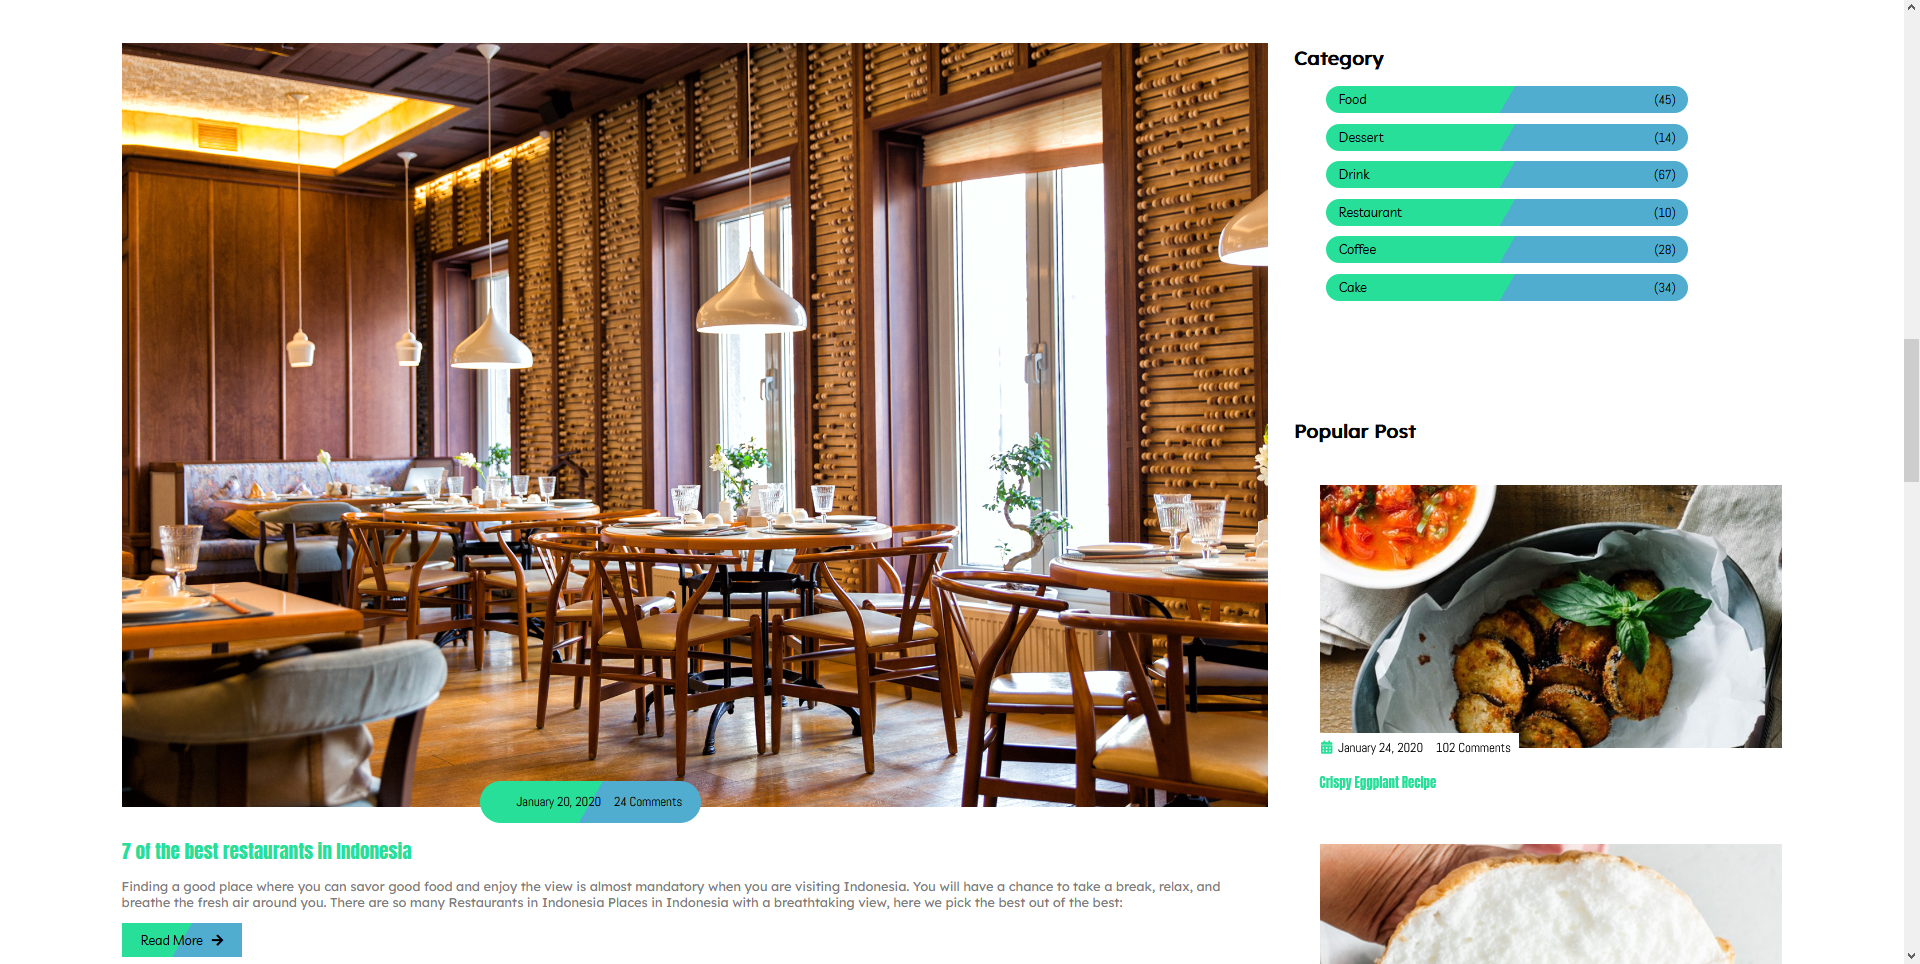 January 20, 2020 24 Comments
7 of the best restaurants in Indonesia
Finding a good place where you can savor good food and enjoy the view is almost mandatory when you are visiting Indonesia. You will have a chance to take a break, relax, and
breathe the fresh air around you. There are so many Restaurants in Indonesia Places in Indonesia with a breathtaking view, here we pick the best out of the best:
Read More
Category
Food (45)
Dessert (14)
Drink (67)
Restaurant (10)
Coffee (28)
Cake (34)
Popular Post
January 24, 2020 102 Comments
Crispy Eggplant Recipe